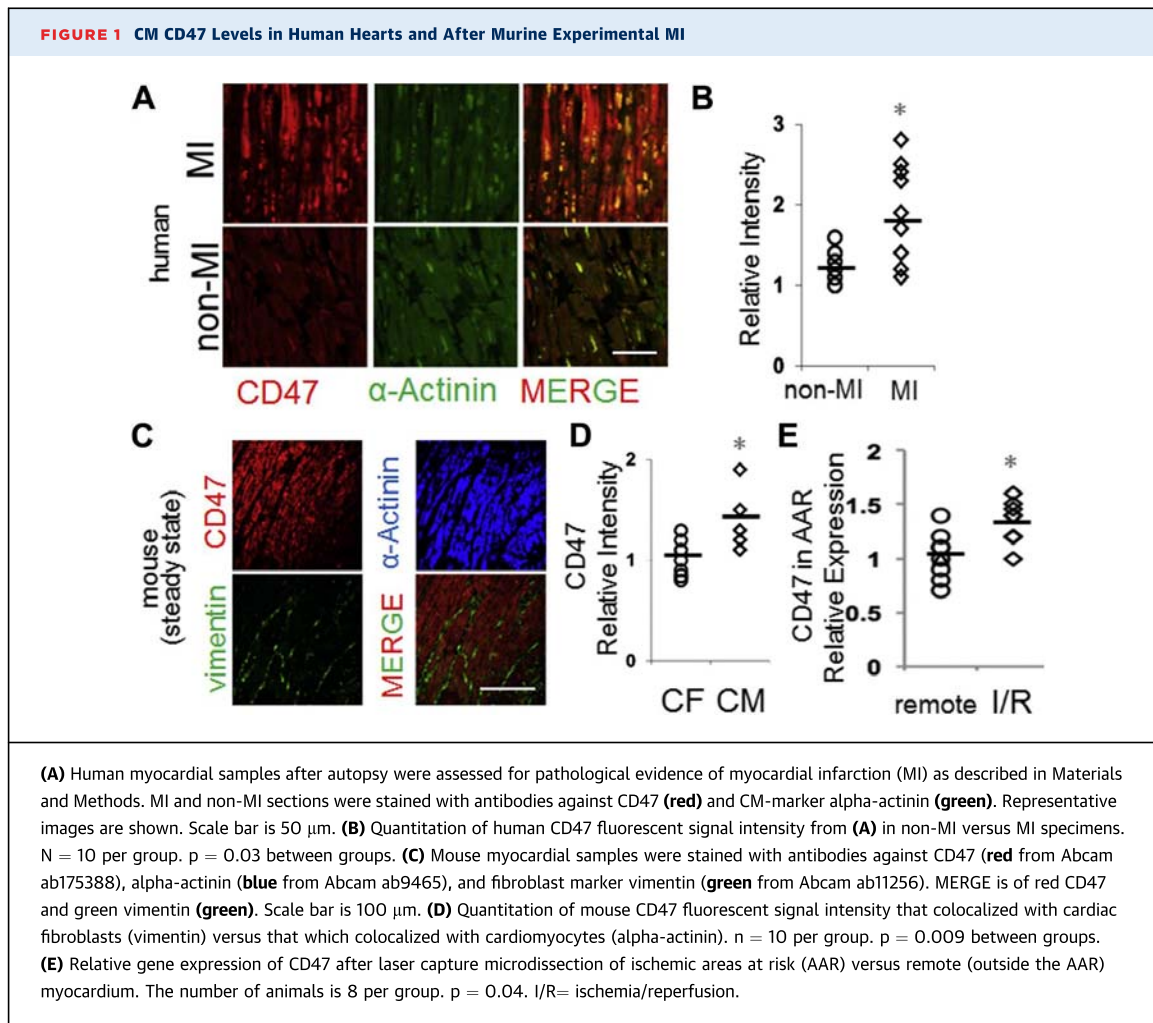 FIGURE 1 CM CD47 Levels in Human Hearts and After Murine Experimental MI
A
human
MI
non-MI
CD47
α-Actinin
MERGE
B
*
Relative Intensity
3
2
1
0
non-MI
MI
C
mouse
(steady state)
CD47
α-Actinin
vimentin
MERGE
D
*
CD47
Relative Intensity
2
1
0
CF
CM
E
*
CD47 in AAR
Relative Expression
2
1.5
1
0.5
0
remote
I/R
(A) Human myocardial samples after autopsy were assessed for pathological evidence of myocardial infarction (MI) as described in Materials
and Methods. MI and non-MI sections were stained with antibodies against CD47 (red) and CM-marker alpha-actinin (green). Representative
images are shown. Scale bar is 50 μm. (B) Quantitation of human CD47 fluorescent signal intensity from (A) in non-MI versus MI specimens.
N = 10 per group. p = 0.03 between groups. (C) Mouse myocardial samples were stained with antibodies against CD47 (red from Abcam
ab175388), alpha-actinin (blue from Abcam ab9465), and fibroblast marker vimentin (green from Abcam ab11256). MERGE is of red CD47
and green vimentin (green). Scale bar is 100 μm. (D) Quantitation of mouse CD47 fluorescent signal intensity that colocalized with cardiac
fibroblasts (vimentin) versus that which colocalized with cardiomyocytes (alpha-actinin). n = 10 per group. p = 0.009 between groups.
(E) Relative gene expression of CD47 after laser capture microdissection of ischemic areas at risk (AAR) versus remote (outside the AAR)
myocardium. The number of animals is 8 per group. p = 0.04. I/R= ischemia/reperfusion.